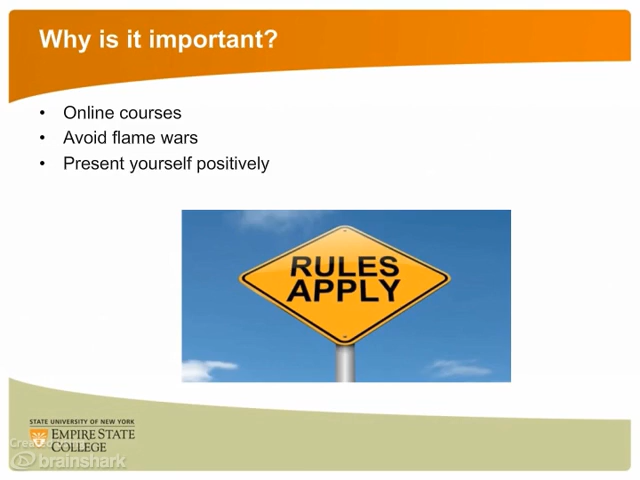 Why is it important?
• Online courses
• Avoid flame wars
• Present yourself positively
RULES
APPLY
STATE UNIVERSITY OF NEW YORK
EMPIRE STATE
COLLEGE
brainshark